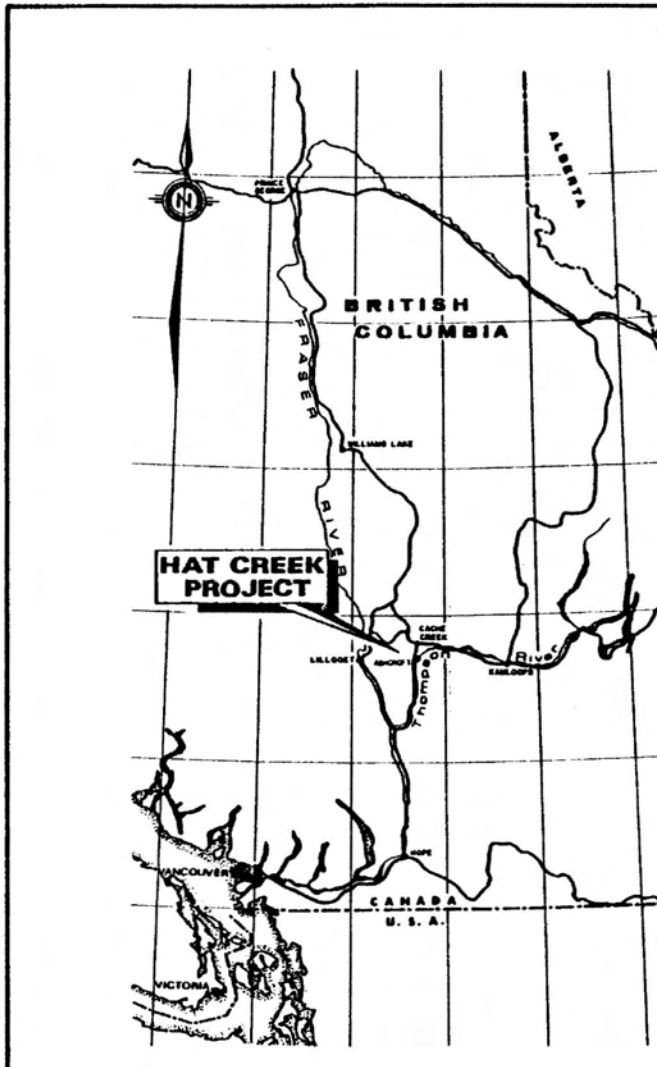 N
ALBERTA
PRINCE
GEORGE
BRITISH
COLUMBIA
FRASER
RIVER
WILLIAMS LAKE
HAT CREEK
PROJECT
CACHE
CREEK
LILLOOET
ASHCROFT
Thompson
River
KAMLOOPS
HOPE
VANCOUVER
CANADA
U.S.A.
VICTORIA